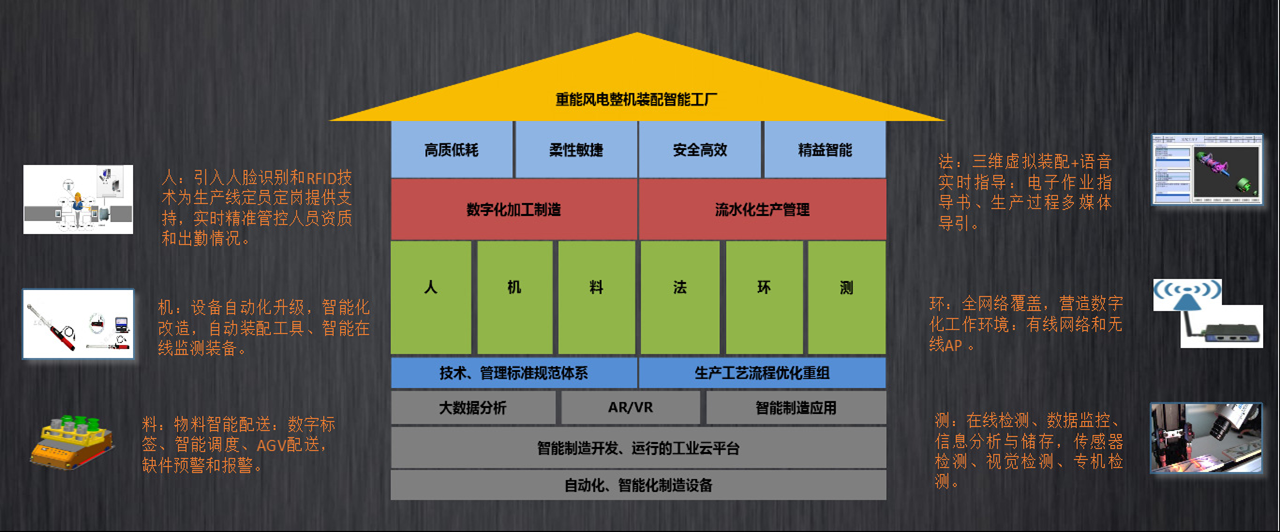 重能风电整机装配智能工厂
高质低耗
柔性敏捷
安全高效
精益智能
数字化加工制造
流水化生产管理
人
机
料
法
环
测
技术、管理标准规范体系
生产工艺流程优化重组
大数据分析
AR/VR
智能制造应用
智能制造开发、运行的工业云平台
自动化、智能化制造设备
人：引入人脸识别和RFID技
术为生产线定员定岗提供支
持，实时精准管控人员资质
和出勤情况。
机：设备自动化升级，智能化
改造，自动装配工具、智能在
线监测装备。
料：物料智能配送：数字标
签、智能调度、AGV配送，
缺件预警和报警。
法：三维虚拟装配+语音
实时指导：电子作业指
导书、生产过程多媒体
导引。
环：全网络覆盖，营造数字
化工作环境：有线网络和无
线AP 。
测：在线检测、数据监控、
信息分析与储存，传感器
检测、视觉检测、专机检
测。